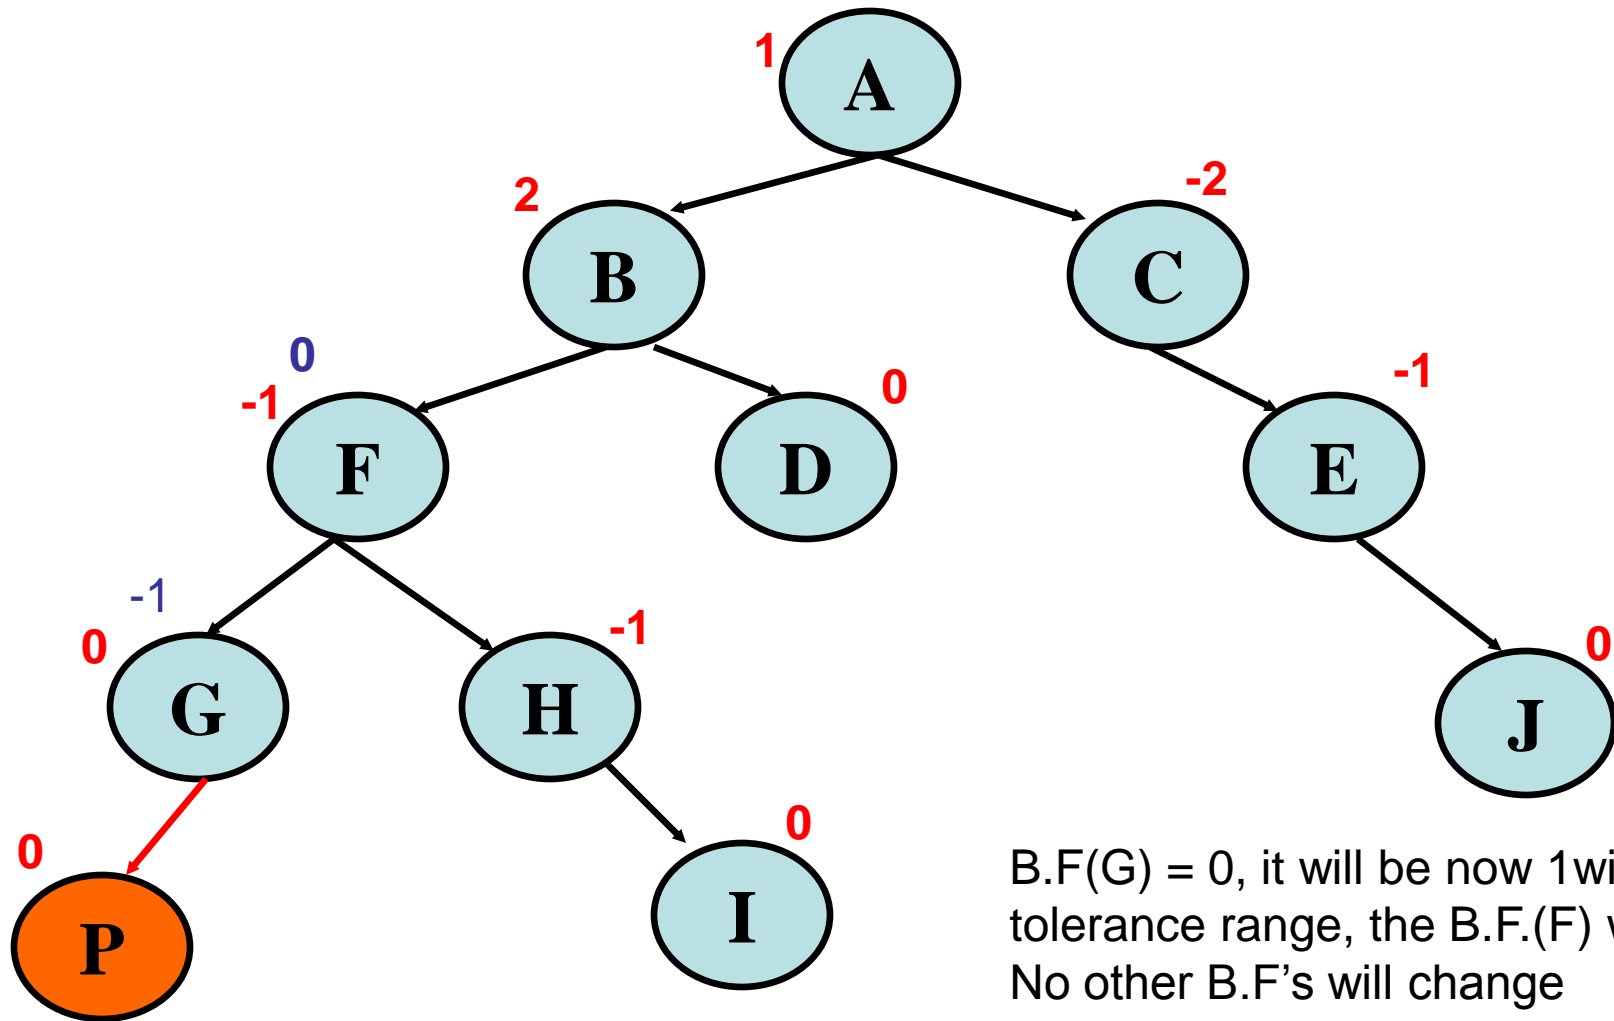 1
A
2
-2
B
C
0
-1
0
-1
F
D
E
-1
0
-1
0
G
H
J
0
0
P
I
B.F(G) = 0, it will be now 1wi
tolerance range, the B.F.(F) w
No other B.F's will change